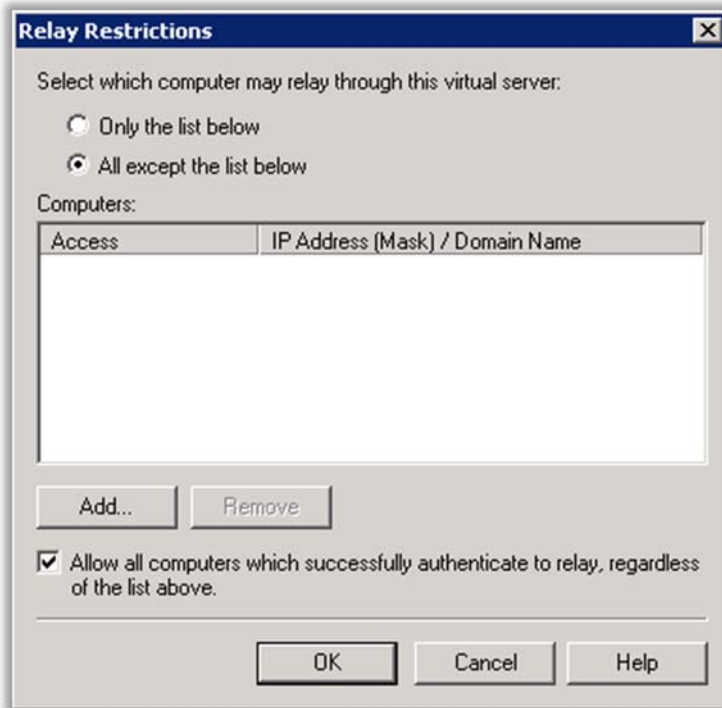 Relay Restrictions
Select which computer may relay through this virtual server:
Only the list below
All except the list below
Computers:
Access IP Address (Mask) / Domain Name
Add... Remove
Allow all computers which successfully authenticate to relay, regardless
of the list above.
OK Cancel Help